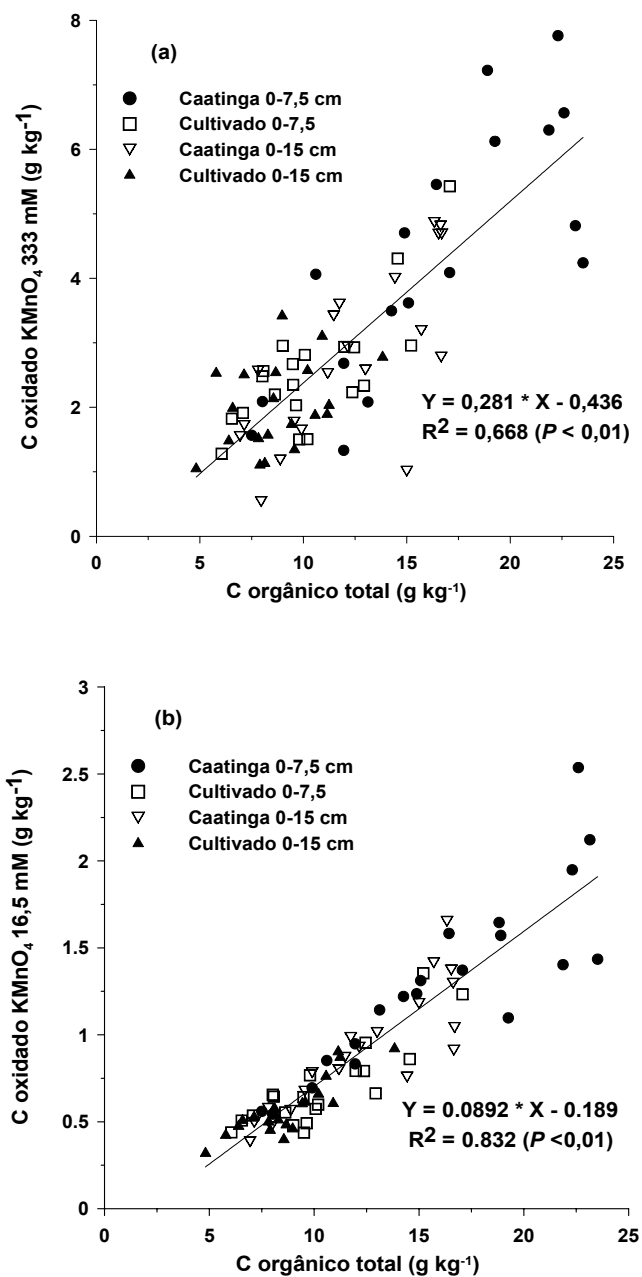 8
(a)
Caatinga 0-7,5 cm
Cultivado 0-7,5
Caatinga 0-15 cm
Cultivado 0-15 cm
6
4
2
0
C oxidado KMnO4 333 mM (g kg-1)
Y = 0,281 * X - 0,436
R2 = 0,668 (P < 0,01)
0 5 10 15 20 25
C orgânico total (g kg-1)
3
(b)
Caatinga 0-7,5 cm
Cultivado 0-7,5
Caatinga 0-15 cm
Cultivado 0-15 cm
2.5
2
1.5
1
0.5
0
C oxidado KMnO4 16,5 mM (g kg-1)
Y = 0.0892 * X - 0.189
R2 = 0.832 (P <0,01)
0 5 10 15 20 25
C orgânico total (g kg-1)